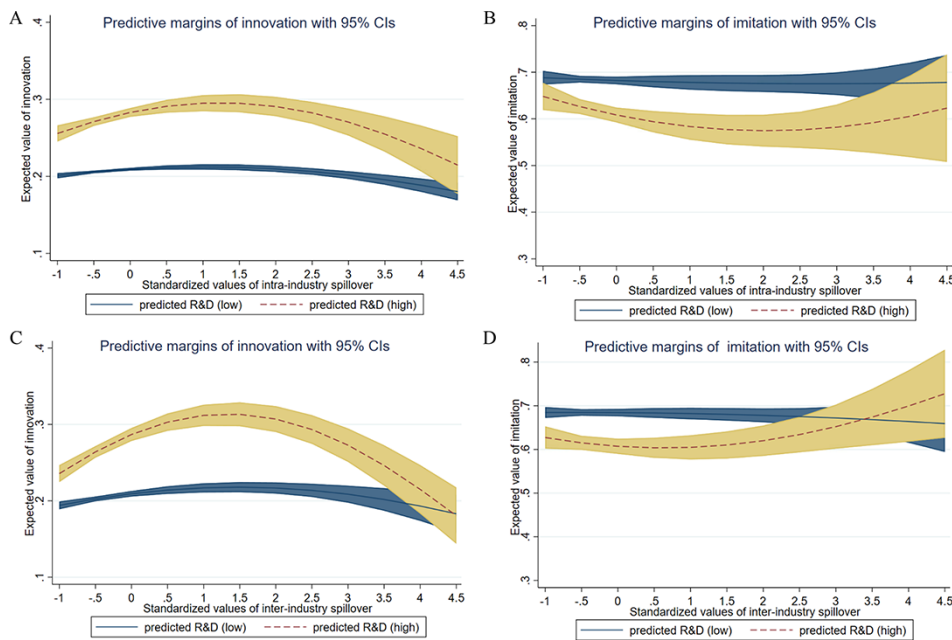 A
Predictive margins of innovation with 95% CIs
Expected value of innovation
.4
.3
.2
.1
-1 -.5 0 .5 1 1.5 2 2.5 3 3.5 4 4.5
Standardized values of intra-industry spillover
predicted R&D (low) predicted R&D (high)
B
Predictive margins of imitation with 95% CIs
Expected value of imitation
.8
.7
.6
.5
.4
.3
-1 -.5 0 .5 1 1.5 2 2.5 3 3.5 4 4.5
Standardized values of intra-industry spillover
predicted R&D (low) predicted R&D (high)
C
Predictive margins of innovation with 95% CIs
Expected value of innovation
.4
.3
.2
.1
-1 -.5 0 .5 1 1.5 2 2.5 3 3.5 4 4.5
Standardized values of inter-industry spillover
predicted R&D (low) predicted R&D (high)
D
Predictive margins of imitation with 95% CIs
Expected value of imitation
.8
.7
.6
.5
.4
.3
-1 -.5 0 .5 1 1.5 2 2.5 3 3.5 4 4.5
Standardized values of inter-industry spillover
predicted R&D (low) predicted R&D (high)